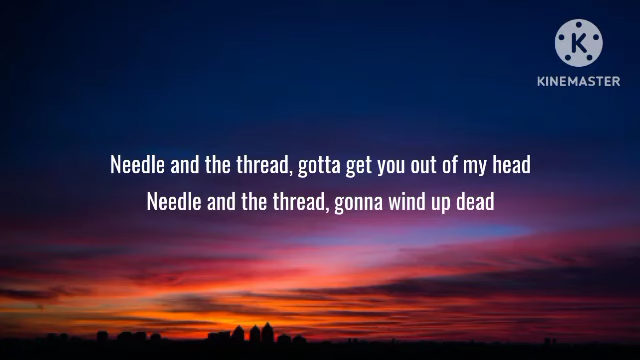 K
KINEMASTER
Needle and the thread, gotta get you out of my head
Needle and the thread, gonna wind up dead